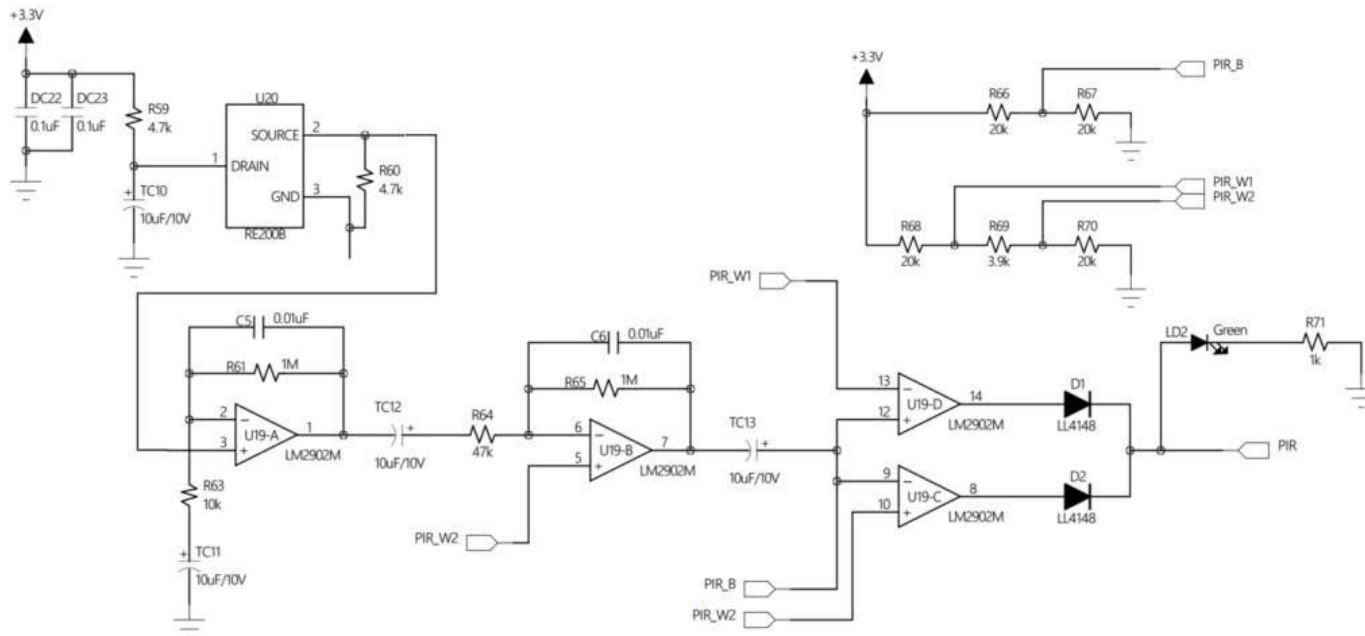 +3.3V
DC22
0.1uF
DC23
0.1uF
R59
4.7k
TC10
+
10uF/10V
U20
1
DRAIN
SOURCE
2
GND
3
RE200B
R60
4.7k
+3.3V
R66
20k
R67
20k
PIR_B
PIR_W1
PIR_W2
R68
20k
R69
3.9k
R70
20k
C5
0.01uF
R61
1M
2
3
U19-A
1
LM2902M
R63
10k
+
TC11
10uF/10V
TC12
+
10uF/10V
R64
47k
C6
0.01uF
R65
1M
6
5
U19-B
7
LM2902M
PIR_W2
TC13
+
10uF/10V
PIR_W1
13
12
U19-D
14
LM2902M
D1
LL4148
9
10
U19-C
8
LM2902M
D2
LL4148
PIR_B
PIR_W2
LD2
Green
R71
1k
PIR